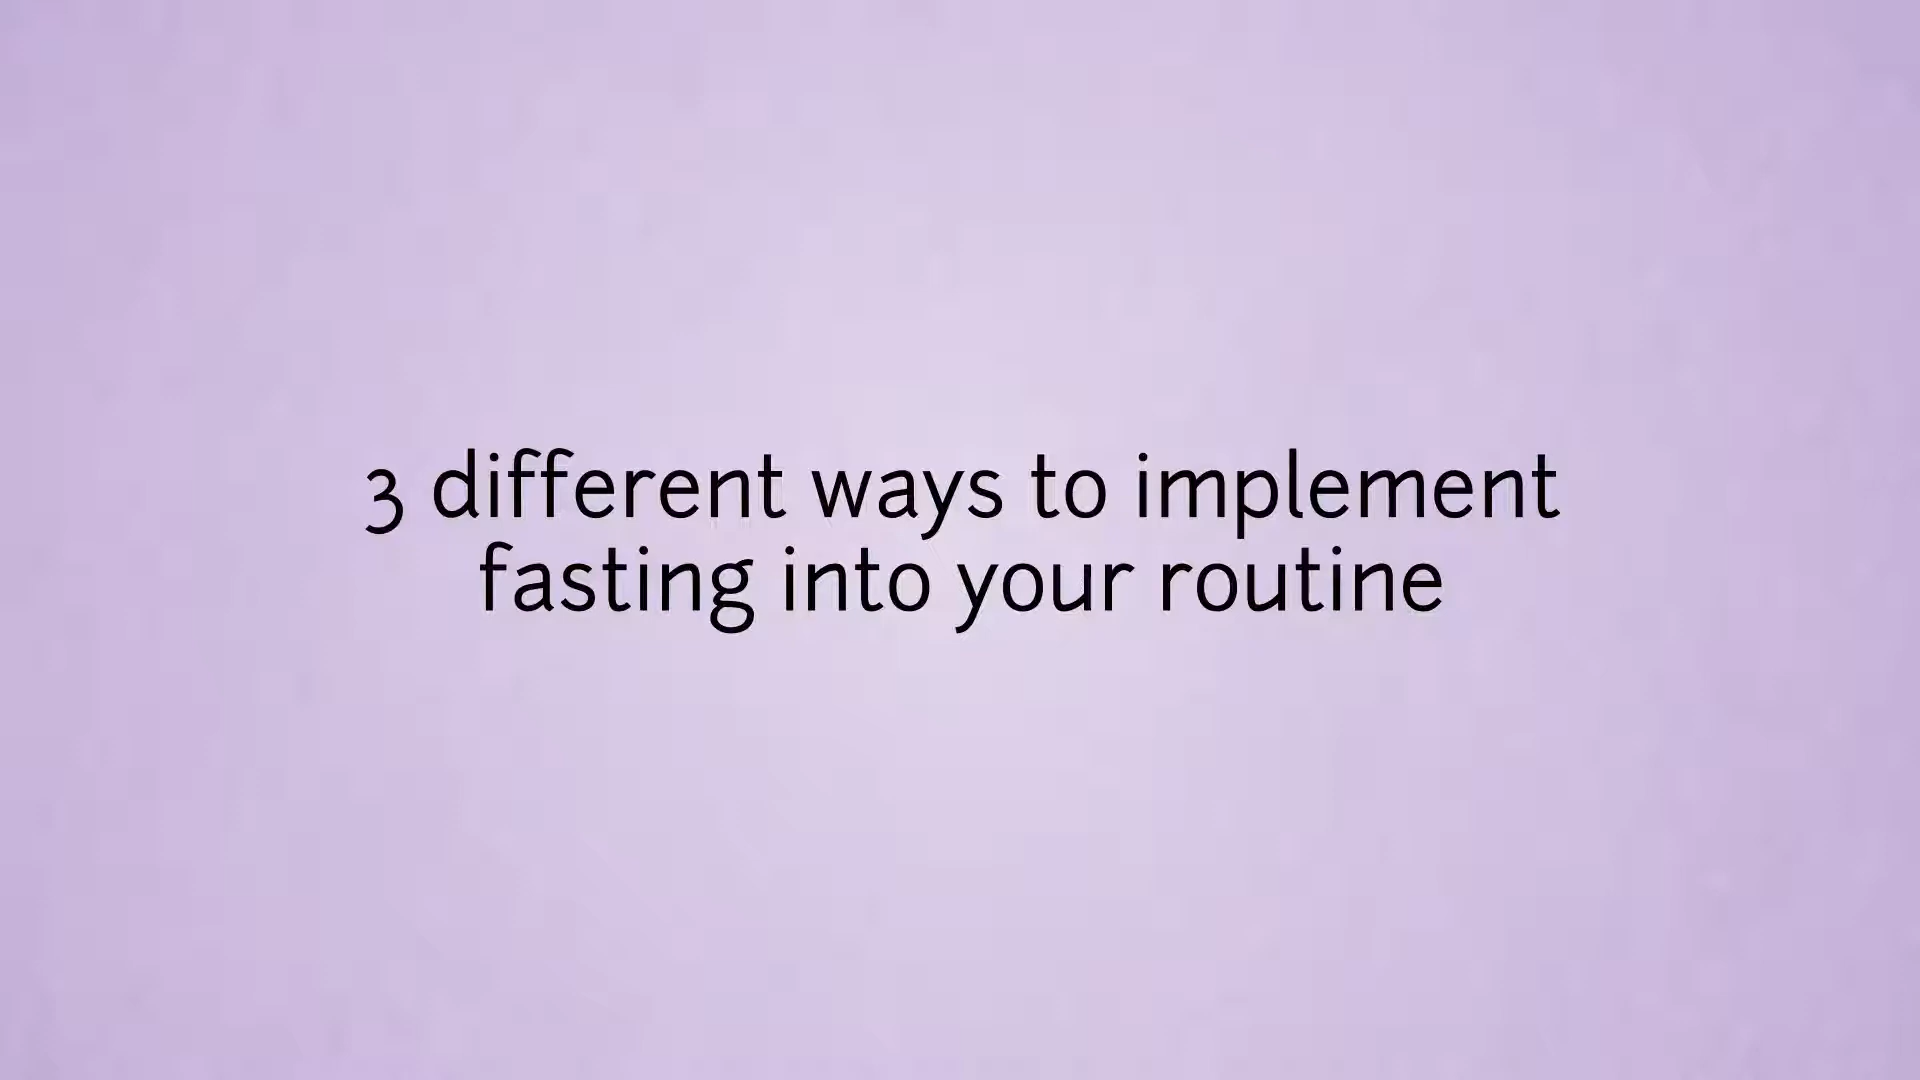 3 different ways to implement
fasting into your routine